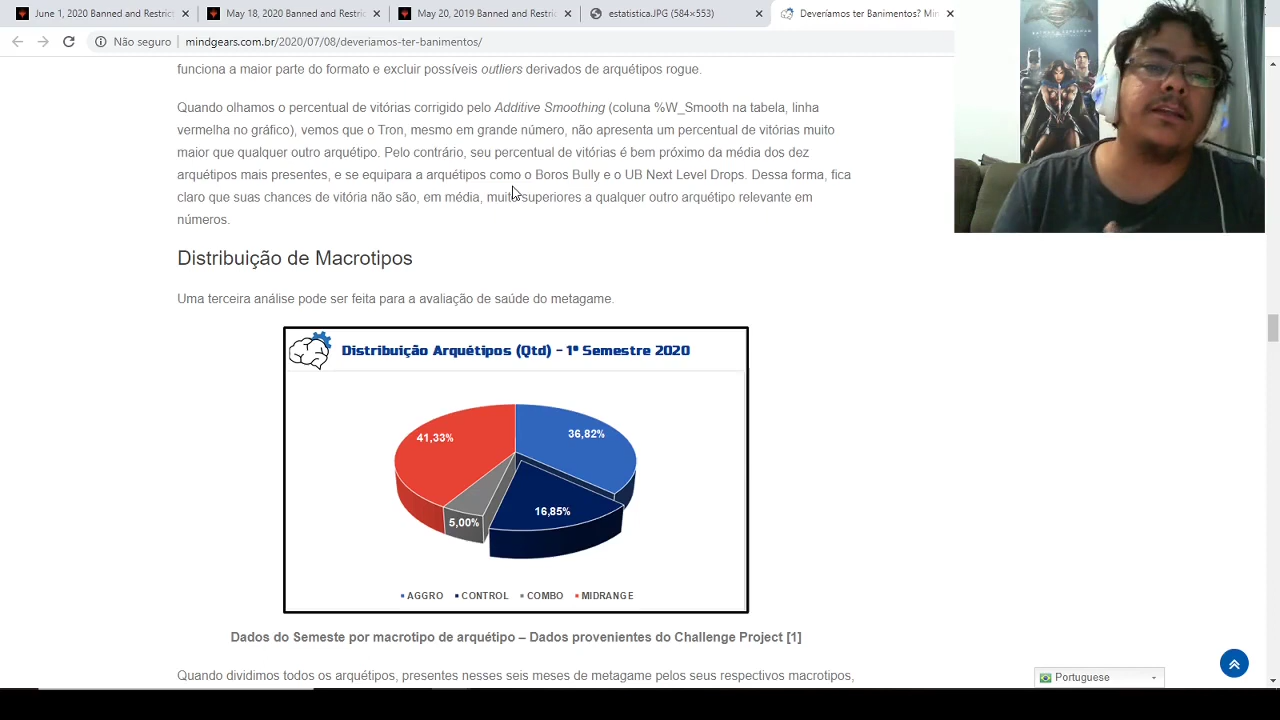 June 1, 2020 Banned and Restric
May 18, 2020 Banned and Restric
May 20, 2019 Banned and Restric
estatistica.JPG (584×553)
Deveríamos ter Banimentos? Min
Não seguro | mindgears.com.br/2020/07/08/deveriamos-ter-banimentos/
funciona a maior parte do formato e excluir possíveis outliers derivados de arquétipos rogue.
Quando olhamos o percentual de vitórias corrigido pelo Additive Smoothing (coluna %W_Smooth na tabela, linha
vermelha no gráfico), vemos que o Tron, mesmo em grande número, não apresenta um percentual de vitórias muito
maior que qualquer outro arquétipo. Pelo contrário, seu percentual de vitórias é bem próximo da média dos dez
arquétipos mais presentes, e se equipara a arquétipos como o Boros Bully e o UB Next Level Drops. Dessa forma, fica
claro que suas chances de vitória não são, em média, muito superiores a qualquer outro arquétipo relevante em
números.
Distribuição de Macrotipos
Uma terceira análise pode ser feita para a avaliação de saúde do metagame.
Distribuição Arquétipos (Qtd) - 1º Semestre 2020
41,33%
36,82%
16,85%
5,00%
AGGRO CONTROL COMBO MIDRANGE
Dados do Semeste por macrotipo de arquétipo – Dados provenientes do Challenge Project [1]
Quando dividimos todos os arquétipos, presentes nesses seis meses de metagame pelos seus respectivos macrotipos,
Portuguese